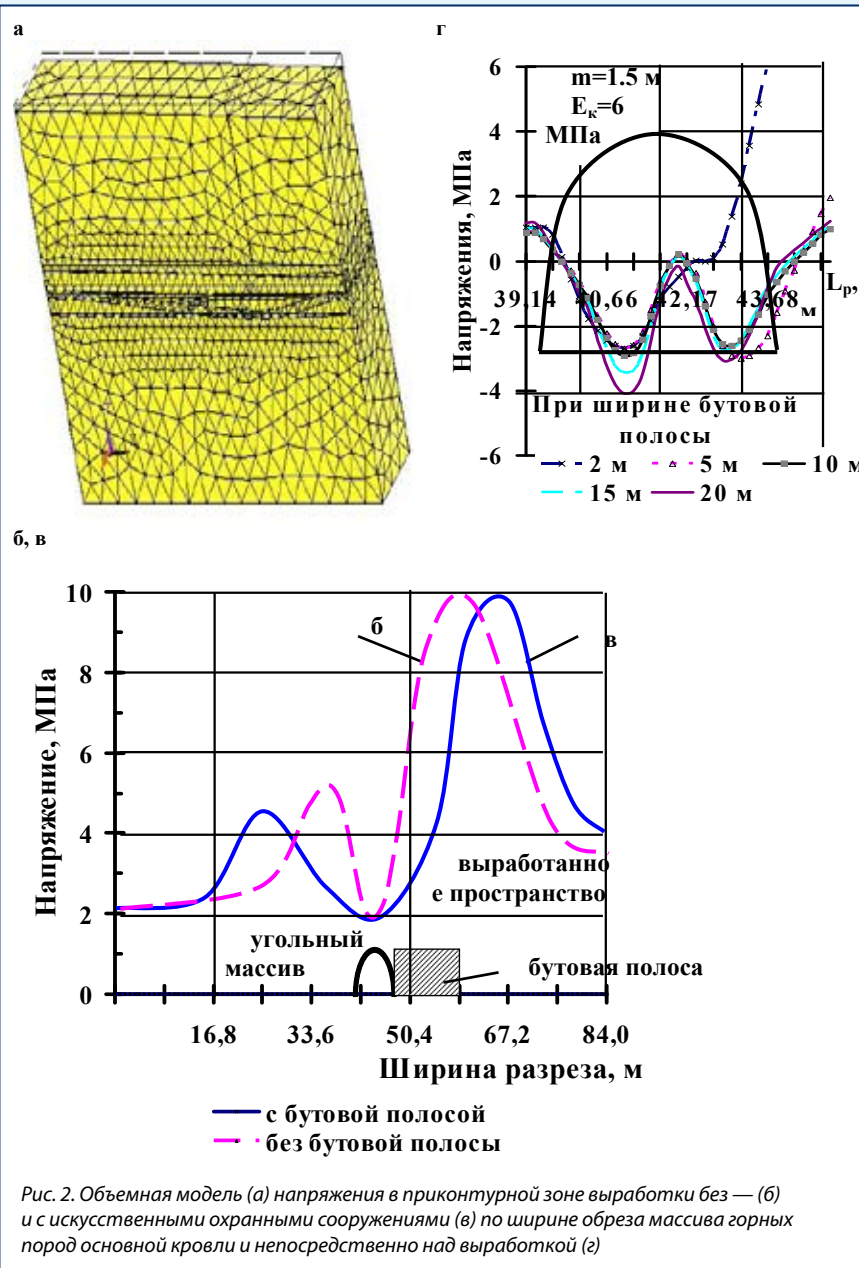 а
г
6
m=1.5 м
Eк=6
МПа
4
2
0
-2
-4
-6
Напряжения, МПа
39,14 40,66 42,17 43,68
Lр,
м
При ширине бутовой
полосы
2 м 5 м 10 м
15 м 20 м
б, в
10
8
6
4
2
0
Напряжение, МПа
б
в
выработанно
е пространство
угольный
массив
бутовая полоса
16,8 33,6 50,4 67,2 84,0
Ширина разреза, м
с бутовой полосой
без бутовой полосы
Рис. 2. Объемная модель (а) напряжения в приконтурной зоне выработки без — (б)
и с искусственными охранными сооружениями (в) по ширине обреза массива горных
пород основной кровли и непосредственно над выработкой (г)